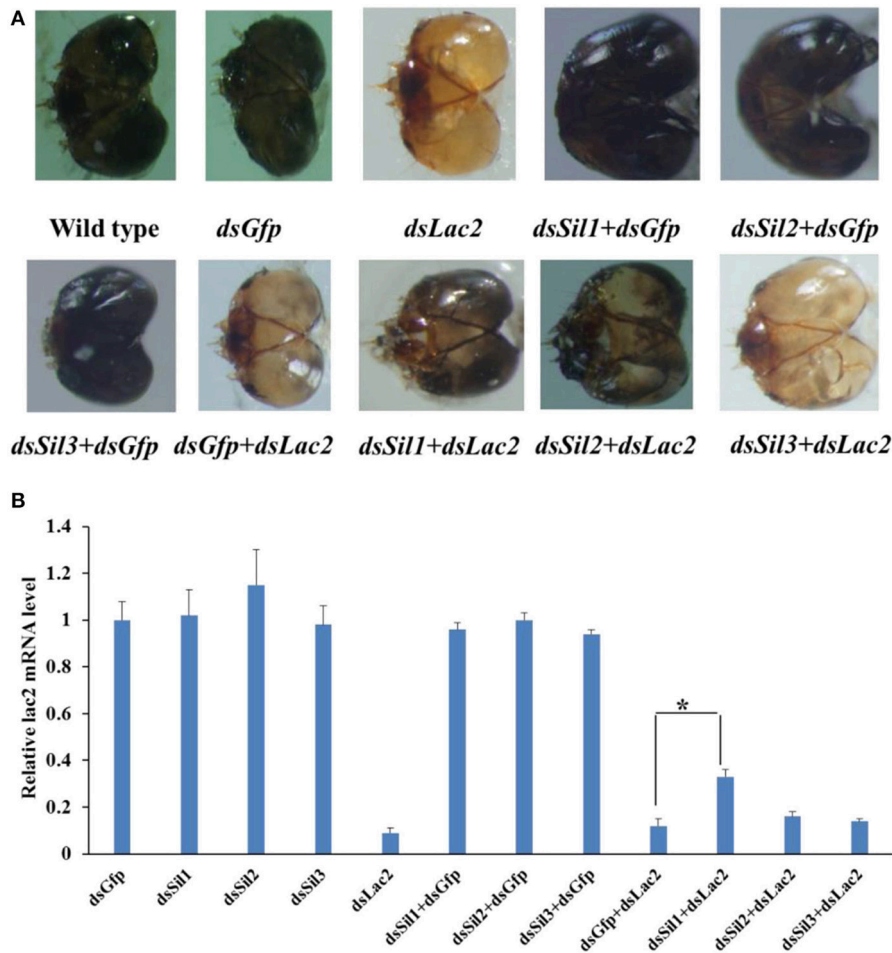 A
Wild type
dsGfp
dsLac2
dsSil1+dsGfp
dsSil2+dsGfp
dsSil3+dsGfp
dsGfp+dsLac2
dsSil1+dsLac2
dsSil2+dsLac2
dsSil3+dsLac2
B
Relative lac2 mRNA level
1.4
1.2
1
0.8
0.6
0.4
0.2
0
*
dsGfp
dsSil1
dsSil2
dsSil3
dsLac2
dsSil1+dsGfp
dsSil2+dsGfp
dsSil3+dsGfp
dsGfp+dsLac2
dsSil1+dsLac2
dsSil2+dsLac2
dsSil3+dsLac2